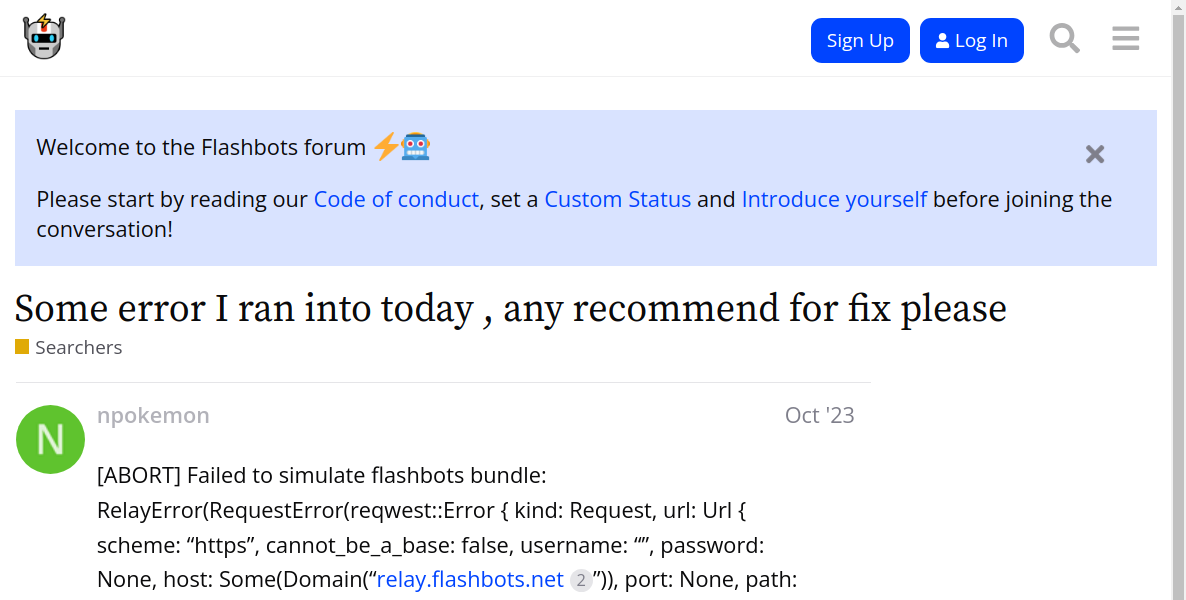 Sign Up
Log In
Welcome to the Flashbots forum
Please start by reading our Code of conduct, set a Custom Status and Introduce yourself before joining the
conversation!
Some error I ran into today , any recommend for fix please
Searchers
N
npokemon
Oct '23
[ABORT] Failed to simulate flashbots bundle:
RelayError(RequestError(reqwest::Error { kind: Request, url: Url {
scheme: “https”, cannot_be_a_base: false, username: “”, password:
None, host: Some(Domain(“relay.flashbots.net 2 ”)), port: None, path: